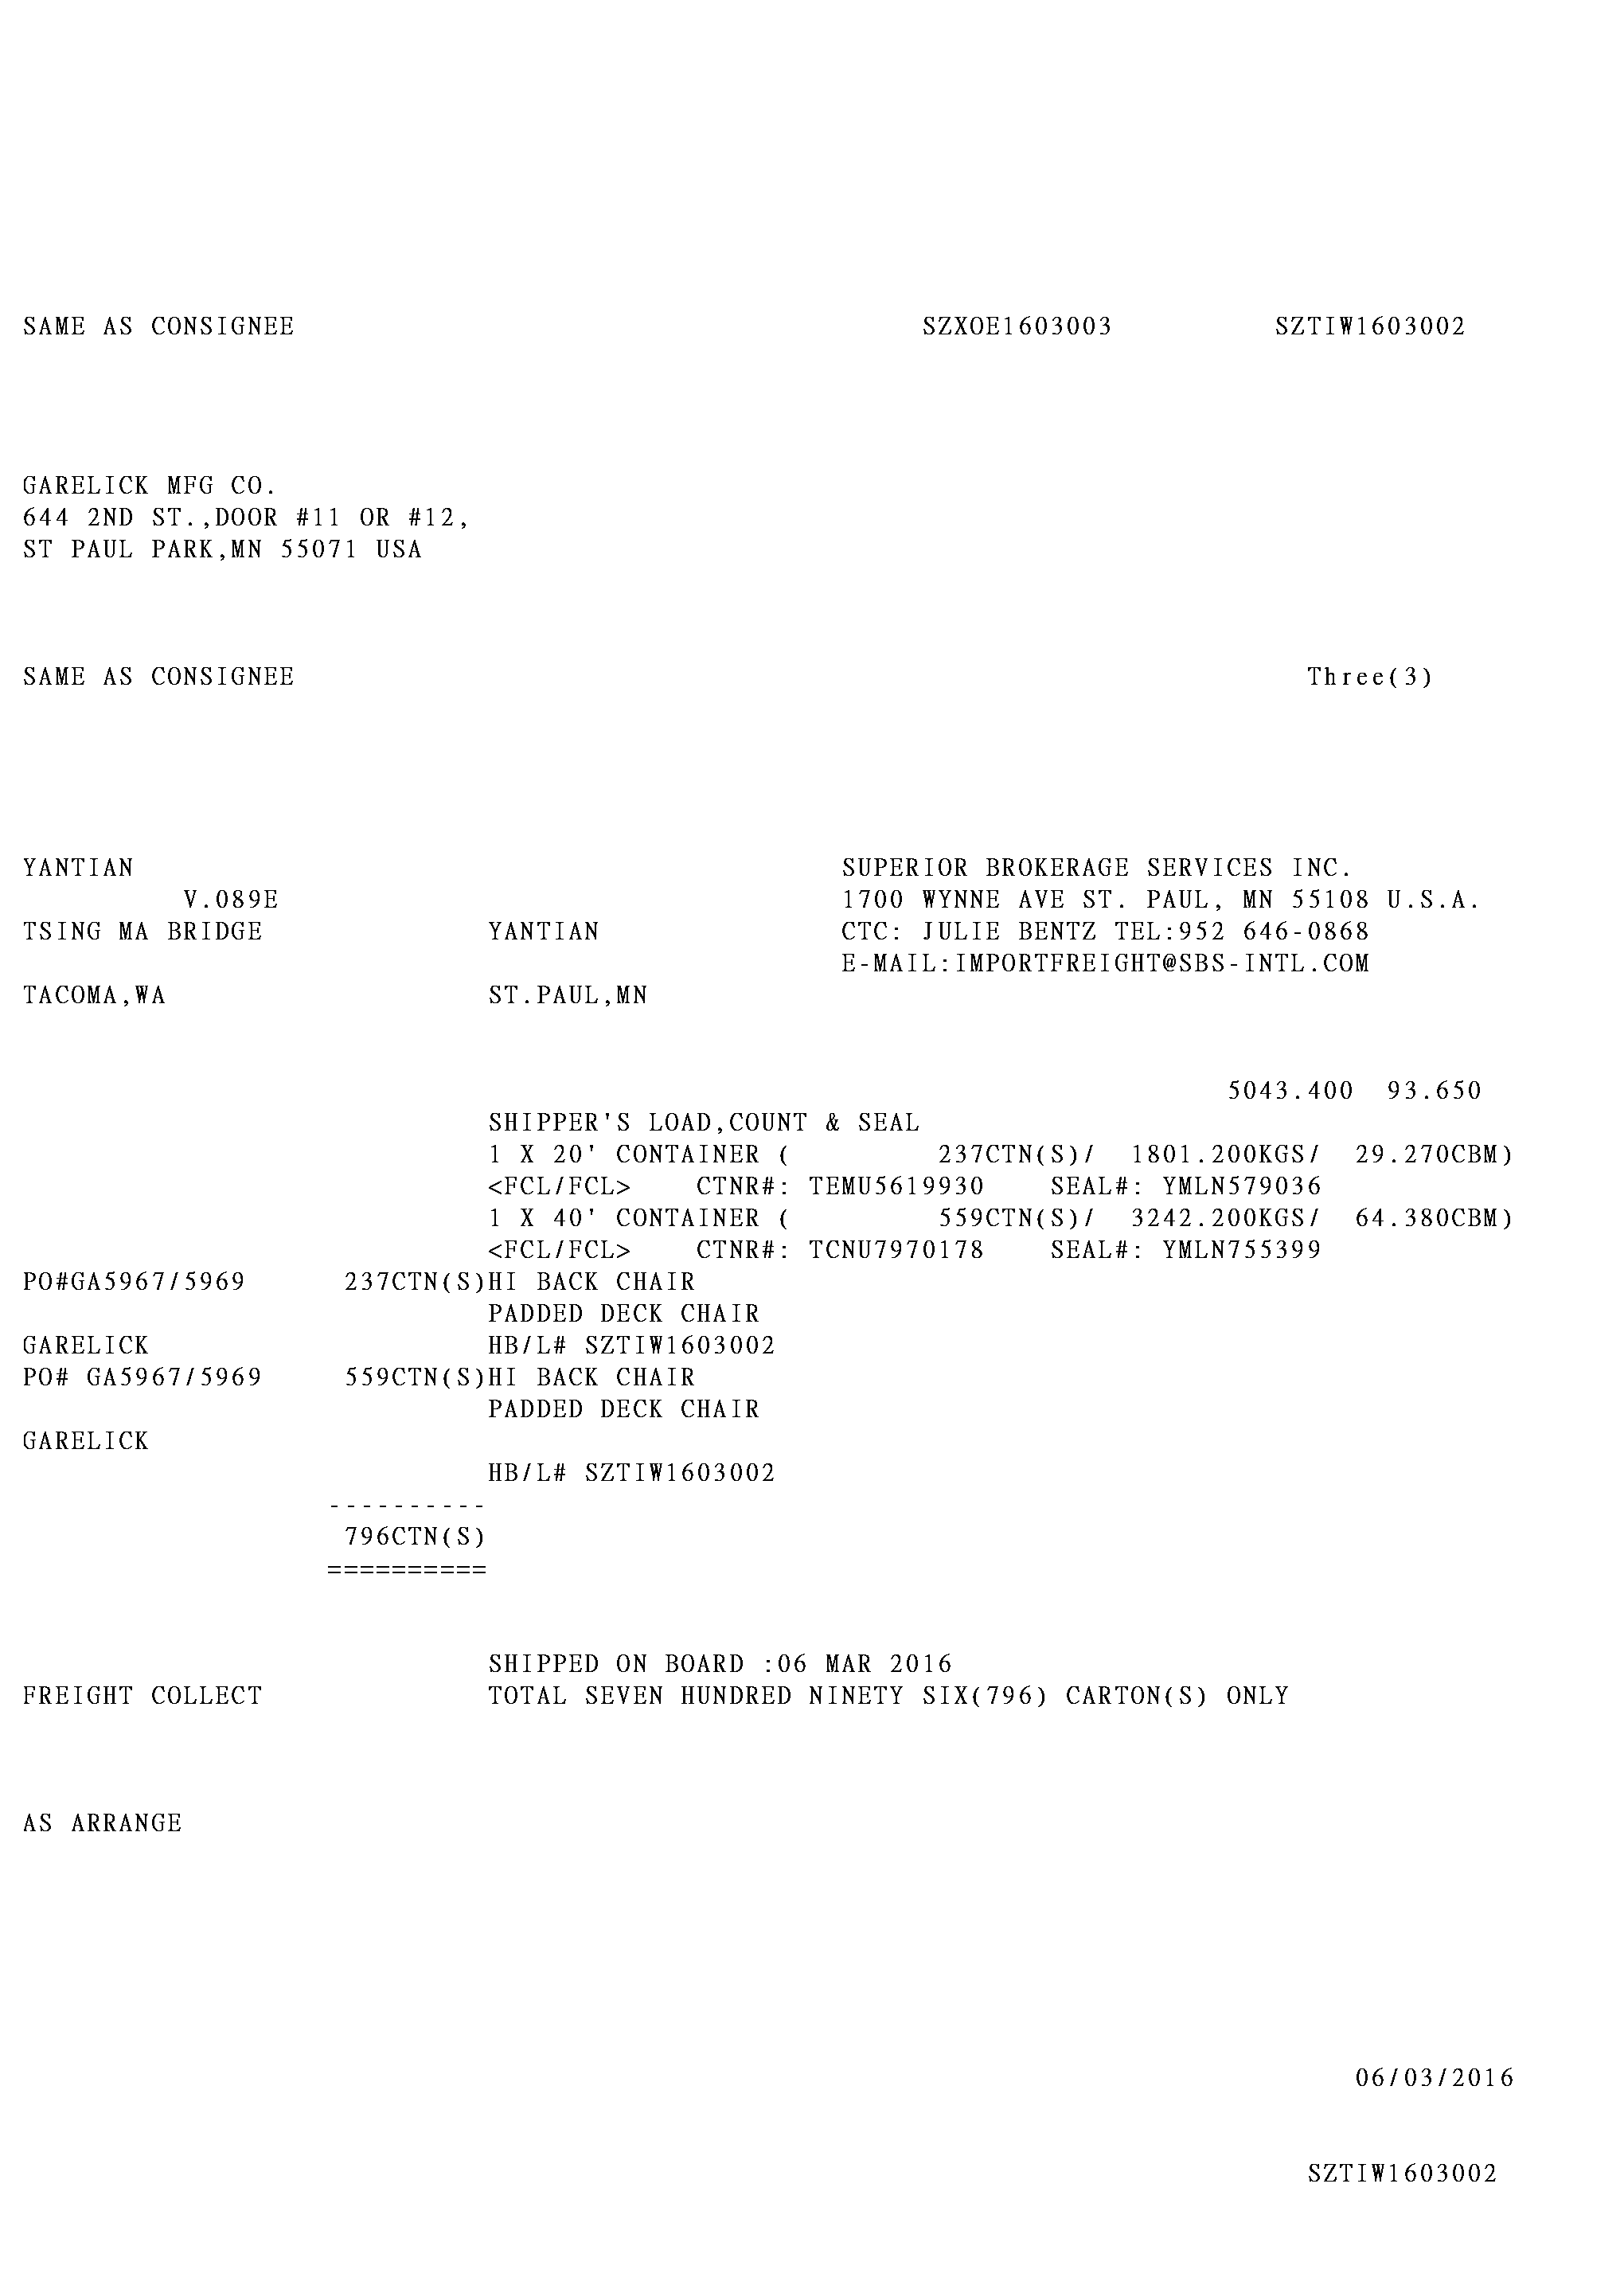 SAME AS CONSIGNEE SZXOE1603003 SZTIW1603002
GARELICK MFG CO.
644 2ND ST.,DOOR #11 OR #12,
ST PAUL PARK,MN 55071 USA
SAME AS CONSIGNEE Three(3)
YANTIAN SUPERIOR BROKERAGE SERVICES INC.
V.089E 1700 WYNNE AVE ST. PAUL, MN 55108 U.S.A.
TSING MA BRIDGE YANTIAN CTC: JULIE BENTZ TEL:952 646-0868
E-MAIL:IMPORTFREIGHT@SBS-INTL.COM
TACOMA,WA ST.PAUL,MN
5043.400 93.650
SHIPPER'S LOAD,COUNT & SEAL
1 X 20' CONTAINER ( 237CTN(S)/ 1801.200KGS/ 29.270CBM)
<FCL/FCL> CTNR#: TEMU5619930 SEAL#: YMLN579036
1 X 40' CONTAINER ( 559CTN(S)/ 3242.200KGS/ 64.380CBM)
<FCL/FCL> CTNR#: TCNU7970178 SEAL#: YMLN755399
PO#GA5967/5969 237CTN(S)HI BACK CHAIR
PADDED DECK CHAIR
GARELICK HB/L# SZTIW1603002
PO# GA5967/5969 559CTN(S)HI BACK CHAIR
PADDED DECK CHAIR
GARELICK
HB/L# SZTIW1603002
----------
796CTN(S)
==========
SHIPPED ON BOARD :06 MAR 2016
FREIGHT COLLECT TOTAL SEVEN HUNDRED NINETY SIX(796) CARTON(S) ONLY
AS ARRANGE
06/03/2016
SZTIW1603002